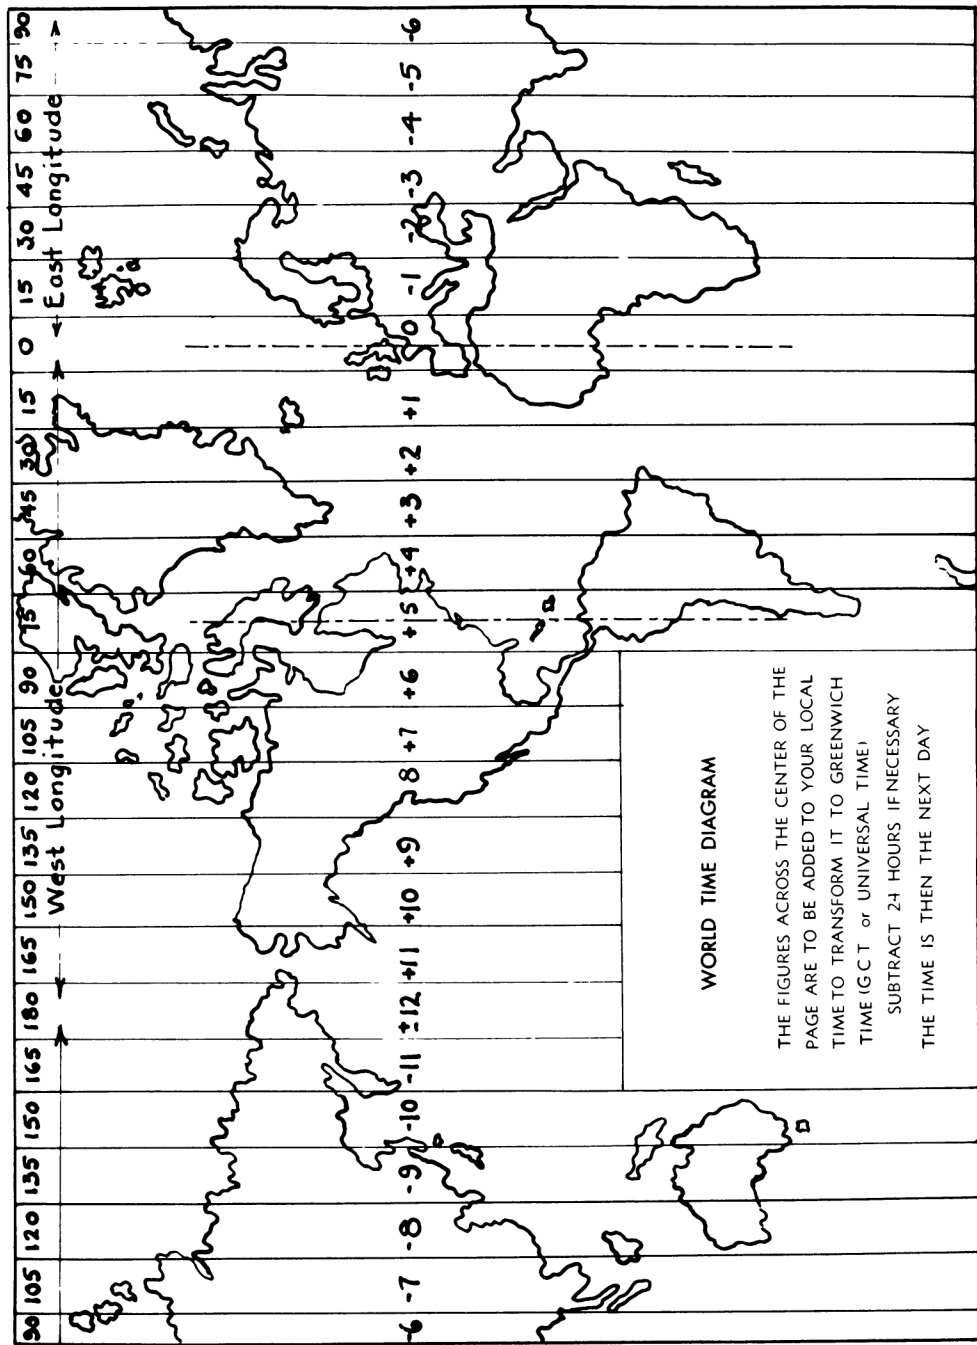 90 105 120 135 150 165 180 165 150 135 120 105 90 75 60 45 30 15 0 15 30 45 60 75 90
West Longitude
East Longitude
-6 -7 -8 -9 -10 -11 ±12 +11 +10 +9 8 +7 +6 +5 +4 +3 +2 +1 0 -1 -2 -3 -4 -5 -6
WORLD TIME DIAGRAM
THE FIGURES ACROSS THE CENTER OF THE
PAGE ARE TO BE ADDED TO YOUR LOCAL
TIME TO TRANSFORM IT TO GREENWICH
TIME (G C T or UNIVERSAL TIME)
SUBTRACT 24 HOURS IF NECESSARY
THE TIME IS THEN THE NEXT DAY